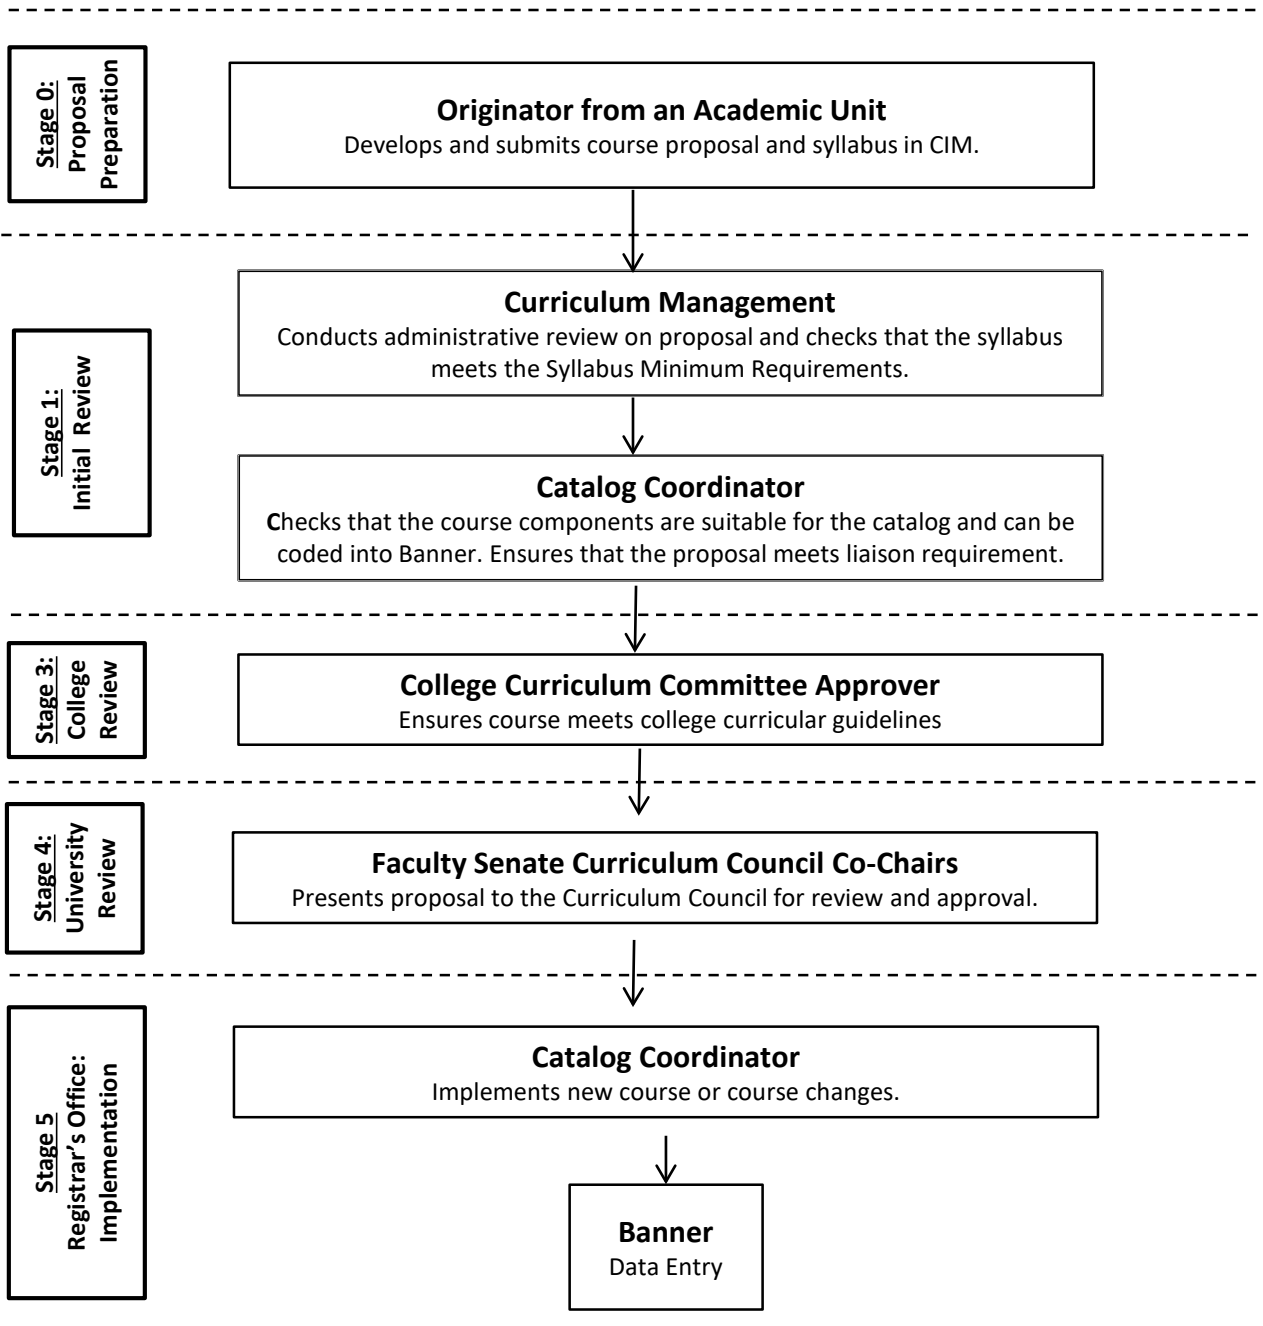 Stage 0:
Proposal
Preparation
Originator from an Academic Unit
Develops and submits course proposal and syllabus in CIM.
Stage 1:
Initial  Review
Curriculum Management
Conducts administrative review on proposal and checks that the syllabus
meets the Syllabus Minimum Requirements.
Catalog Coordinator
Checks that the course components are suitable for the catalog and can be
coded into Banner. Ensures that the proposal meets liaison requirement.
Stage 3:
College
Review
College Curriculum Committee Approver
Ensures course meets college curricular guidelines
Stage 4:
University
Review
Faculty Senate Curriculum Council Co-Chairs
Presents proposal to the Curriculum Council for review and approval.
Stage 5
Registrar’s Office:
Implementation
Catalog Coordinator
Implements new course or course changes.
Banner
Data Entry